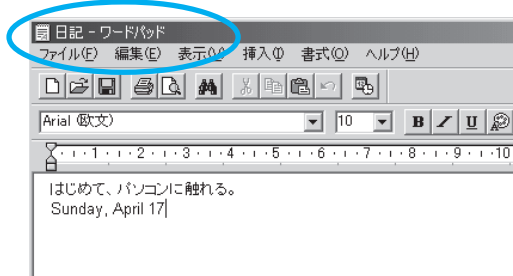 日記 - ワードパッド
ファイル(F) 編集(E) 表示(V) 挿入(I) 書式(O) ヘルプ(H)
Arial (欧文) 10 B I U
1 2 3 4 5 6 7 8 9 10
はじめて、パソコンに触れる。
Sunday, April 17